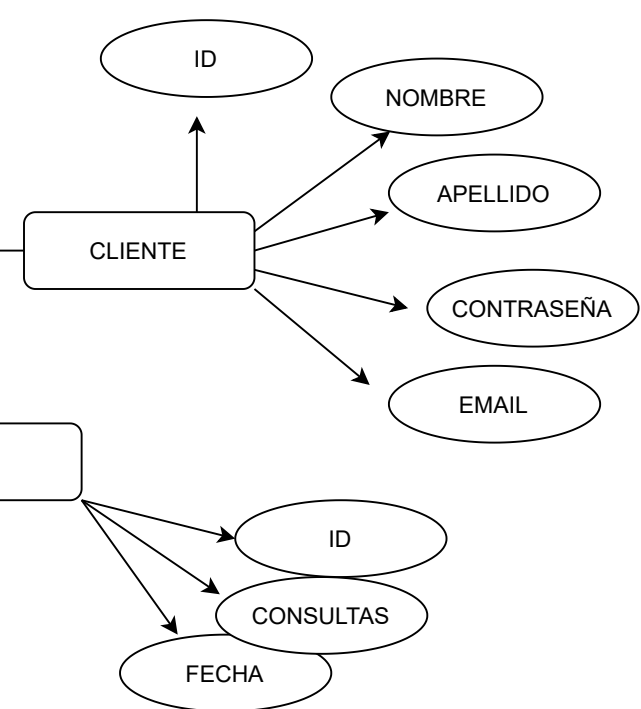 ID
NOMBRE
APELLIDO
CLIENTE
CONTRASEÑA
EMAIL
ID
CONSULTAS
FECHA